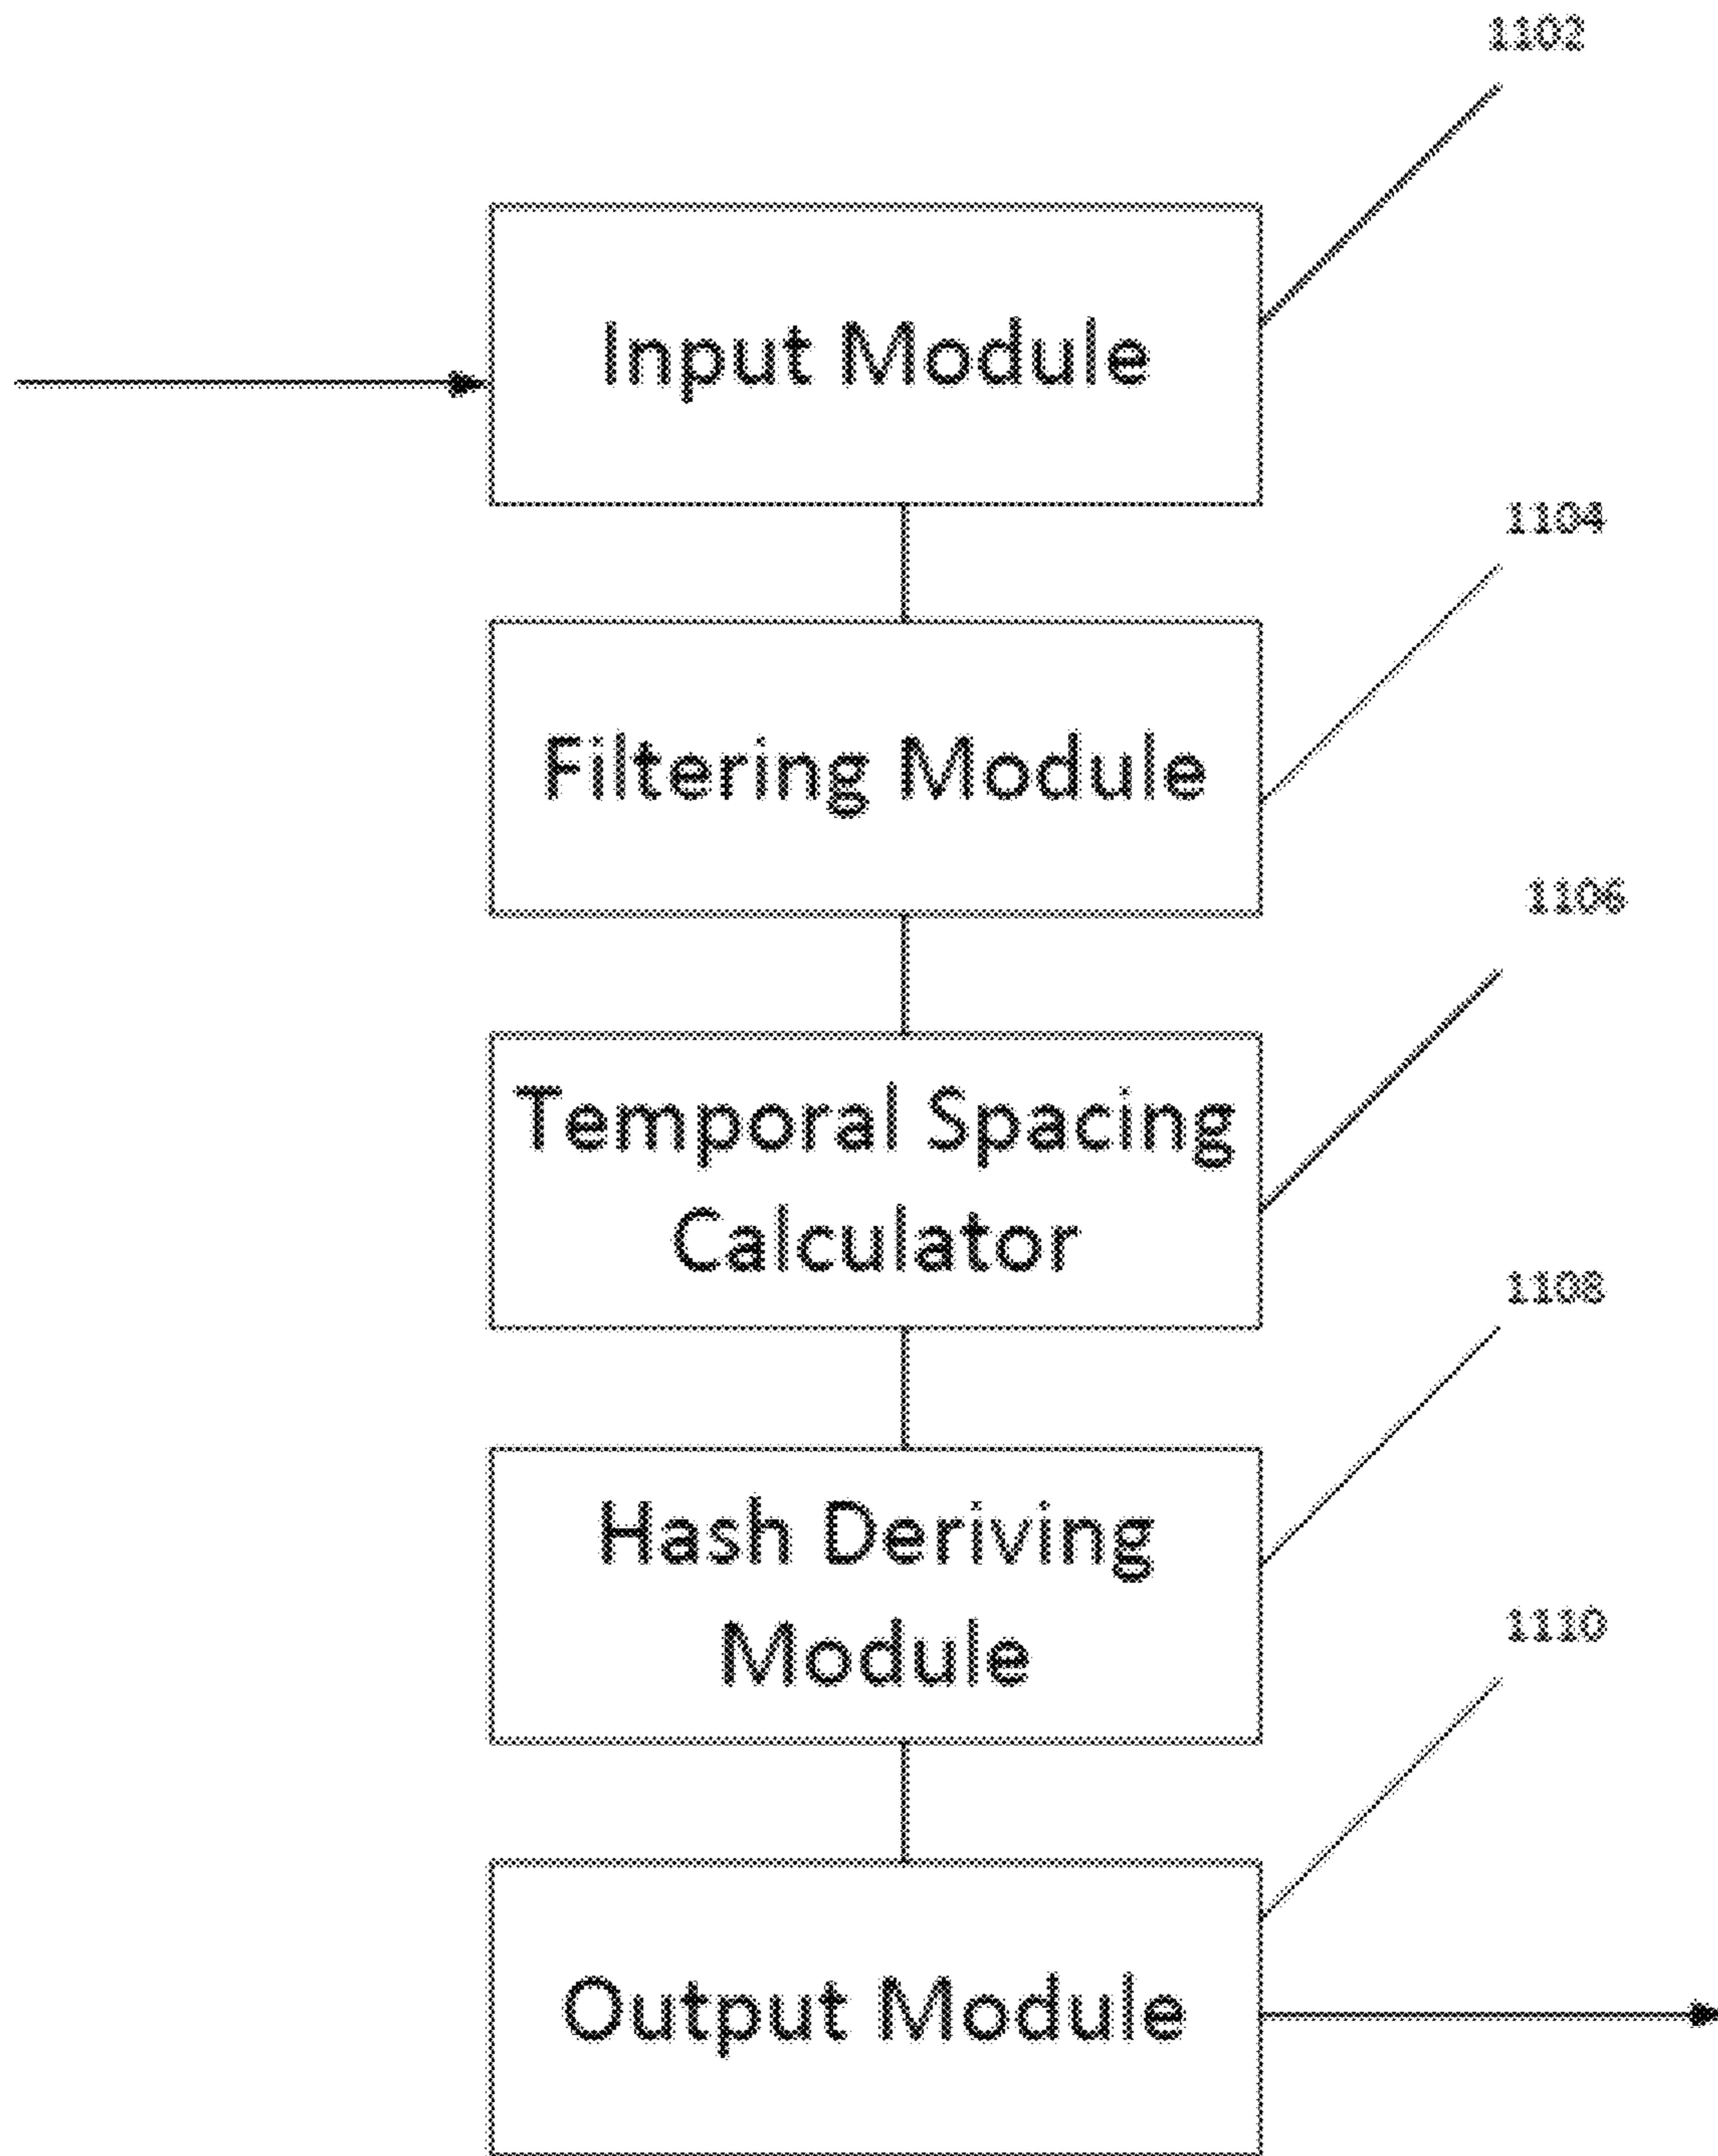 1102
Input Module
1104
Filtering Module
1106
Temporal Spacing
Calculator
1108
Hash Deriving
Module
1110
Output Module